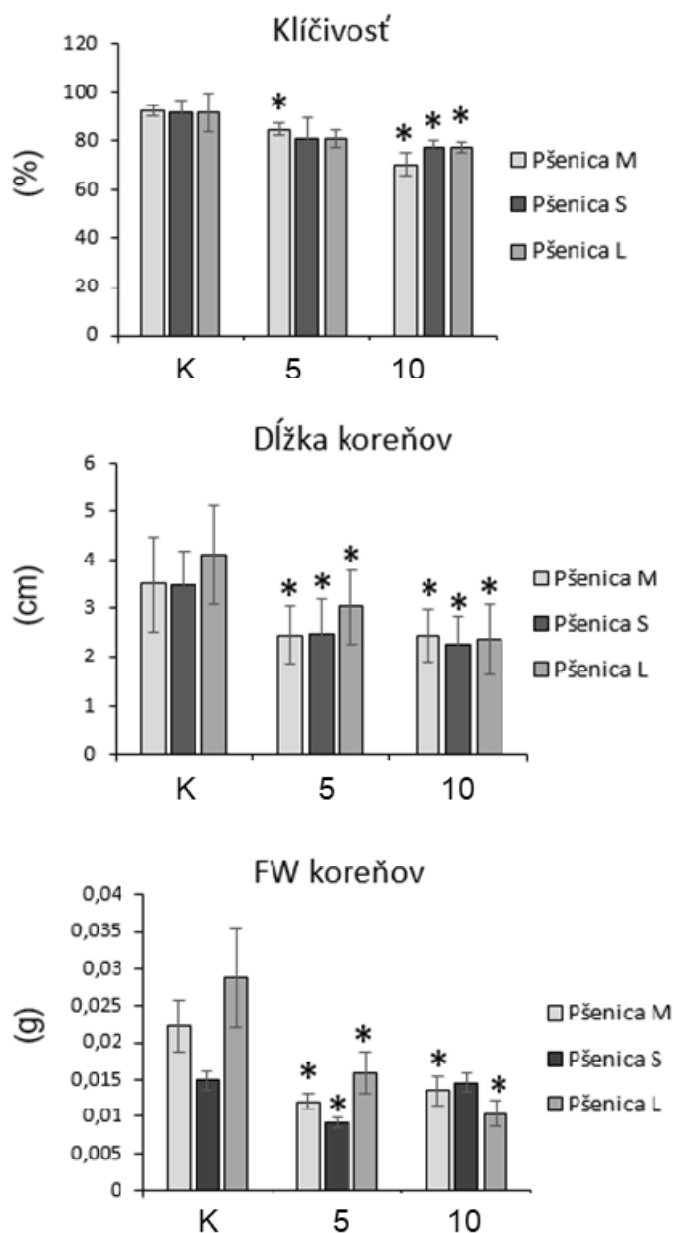 Klíčivosť
120
100
80
60
40
20
0
(%)
* * * *
K 5 10
Pšenica M
Pšenica S
Pšenica L
Dĺžka koreňov
6
5
4
3
2
1
0
(cm)
* * * * * *
K 5 10
Pšenica M
Pšenica S
Pšenica L
FW koreňov
0,04
0,035
0,03
0,025
0,02
0,015
0,01
0,005
0
(g)
* * * * *
K 5 10
Pšenica M
Pšenica S
Pšenica L